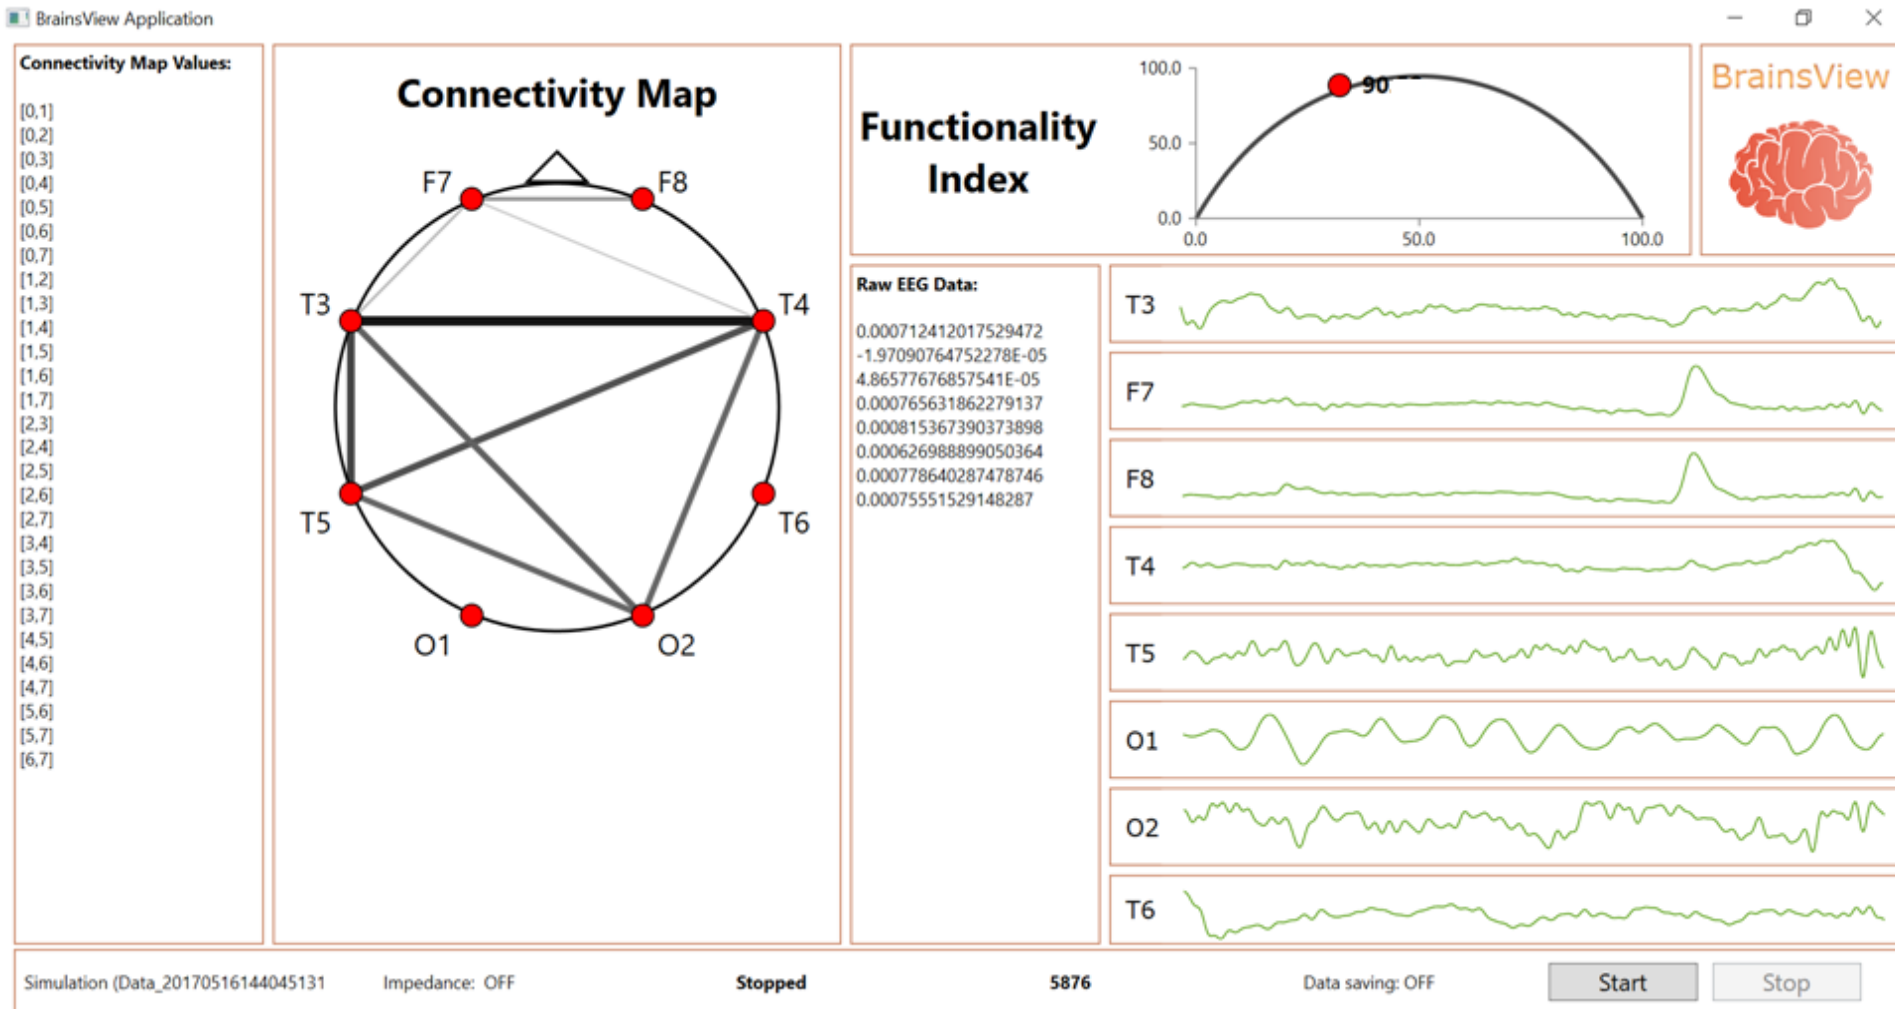 BrainsView Application
Connectivity Map Values:
[0,1]
[0,2]
[0,3]
[0,4]
[0,5]
[0,6]
[0,7]
[1,2]
[1,3]
[1,4]
[1,5]
[1,6]
[1,7]
[2,3]
[2,4]
[2,5]
[2,6]
[2,7]
[3,4]
[3,5]
[3,6]
[3,7]
[4,5]
[4,6]
[4,7]
[5,6]
[5,7]
[6,7]
Connectivity Map
F7
F8
T3
T4
T5
T6
O1
O2
Functionality
Index
100.0
50.0
0.0
0.0
50.0
100.0
90
BrainsView
Raw EEG Data:
0.000712412017529472
-1.97090764752278E-05
4.86577676857541E-05
0.000765631862279137
0.000815367390373898
0.000626988899050364
0.000778640287478746
0.00075551529148287
T3
F7
F8
T4
T5
O1
O2
T6
Simulation (Data_20170516144045131
Impedance: OFF
Stopped
5876
Data saving: OFF
Start
Stop